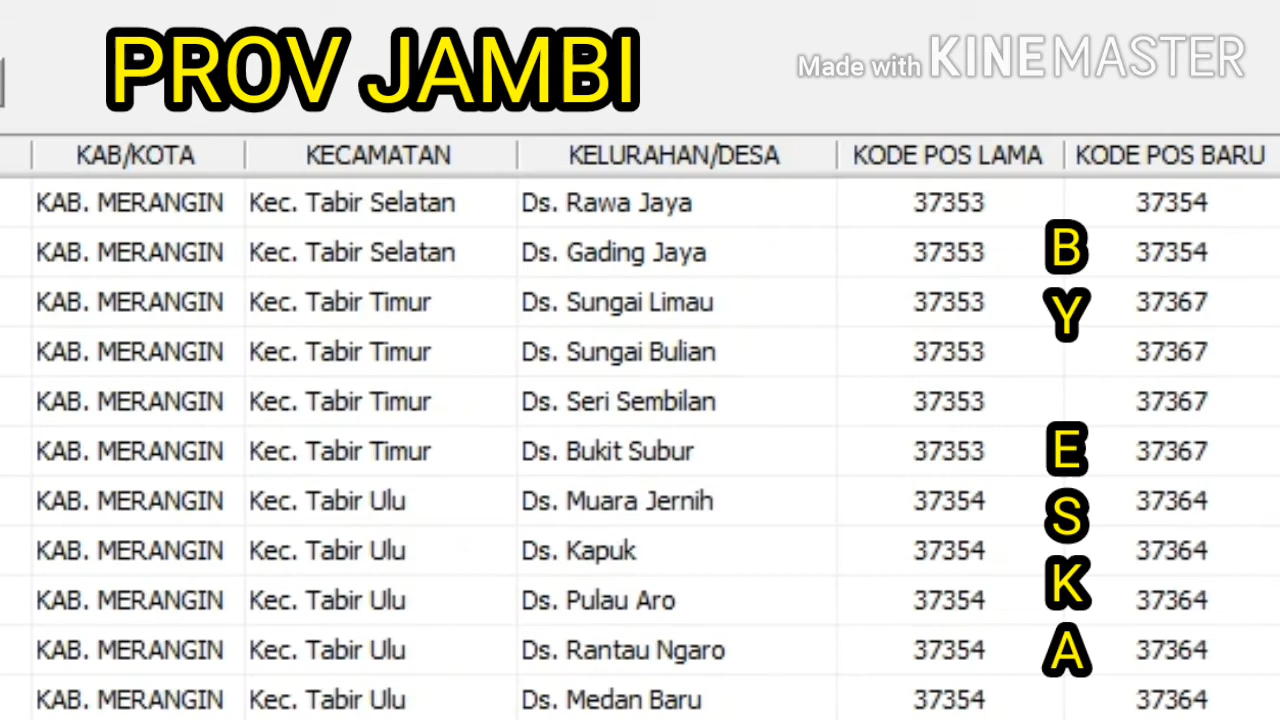 PROV JAMBI
Made with KINEMASTER
KAB/KOTA KECAMATAN KELURAHAN/DESA KODE POS LAMA KODE POS BARU
KAB. MERANGIN Kec. Tabir Selatan Ds. Rawa Jaya 37353 37354
KAB. MERANGIN Kec. Tabir Selatan Ds. Gading Jaya 37353 37354
KAB. MERANGIN Kec. Tabir Timur Ds. Sungai Limau 37353 37367
KAB. MERANGIN Kec. Tabir Timur Ds. Sungai Bulian 37353 37367
KAB. MERANGIN Kec. Tabir Timur Ds. Seri Sembilan 37353 37367
KAB. MERANGIN Kec. Tabir Timur Ds. Bukit Subur 37353 37367
KAB. MERANGIN Kec. Tabir Ulu Ds. Muara Jernih 37354 37364
KAB. MERANGIN Kec. Tabir Ulu Ds. Kapuk 37354 37364
KAB. MERANGIN Kec. Tabir Ulu Ds. Pulau Aro 37354 37364
KAB. MERANGIN Kec. Tabir Ulu Ds. Rantau Ngaro 37354 37364
KAB. MERANGIN Kec. Tabir Ulu Ds. Medan Baru 37354 37364
BY ESKA